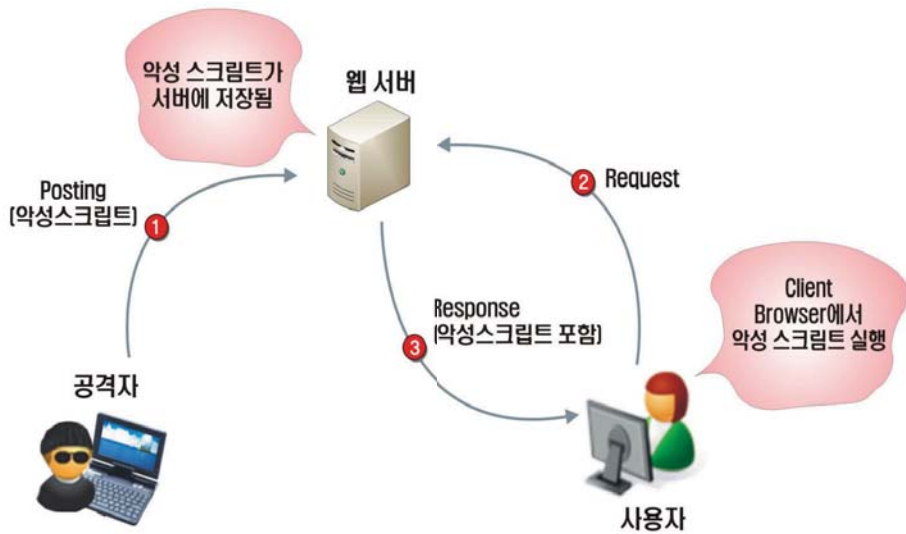 악성 스크립트가
서버에 저장됨
웹 서버
Posting
(악성스크립트)
1
2
Request
Response
(악성스크립트 포함)
3
Client
Browser에서
악성 스크립트 실행
공격자
사용자